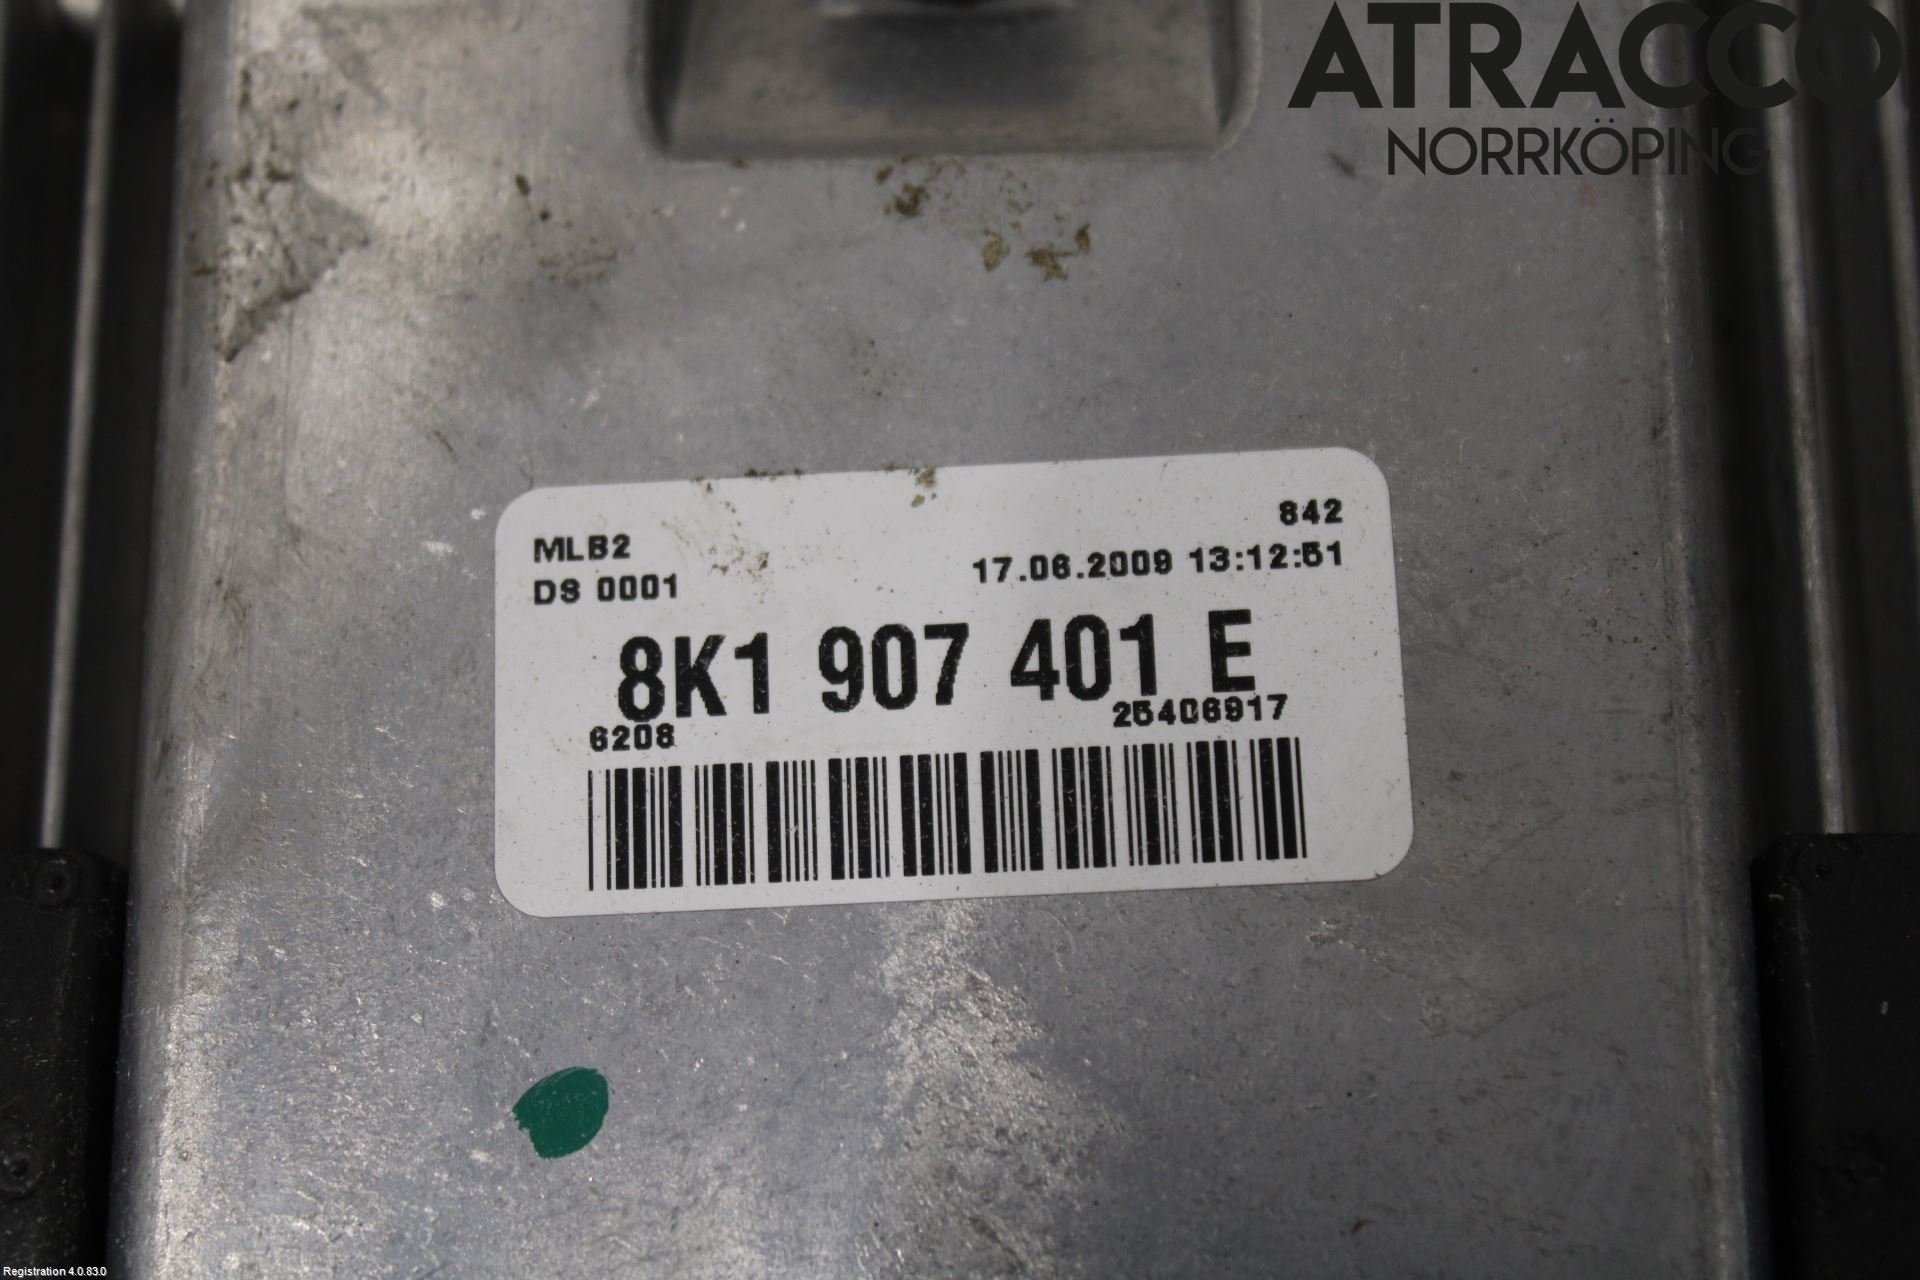 ATRACCO
NORRKÖPING
842
MLB2
17.06.2009 13:12:51
DS 0001
8K1 907 401 E
6208
25406917
Registration 4.0.83.0